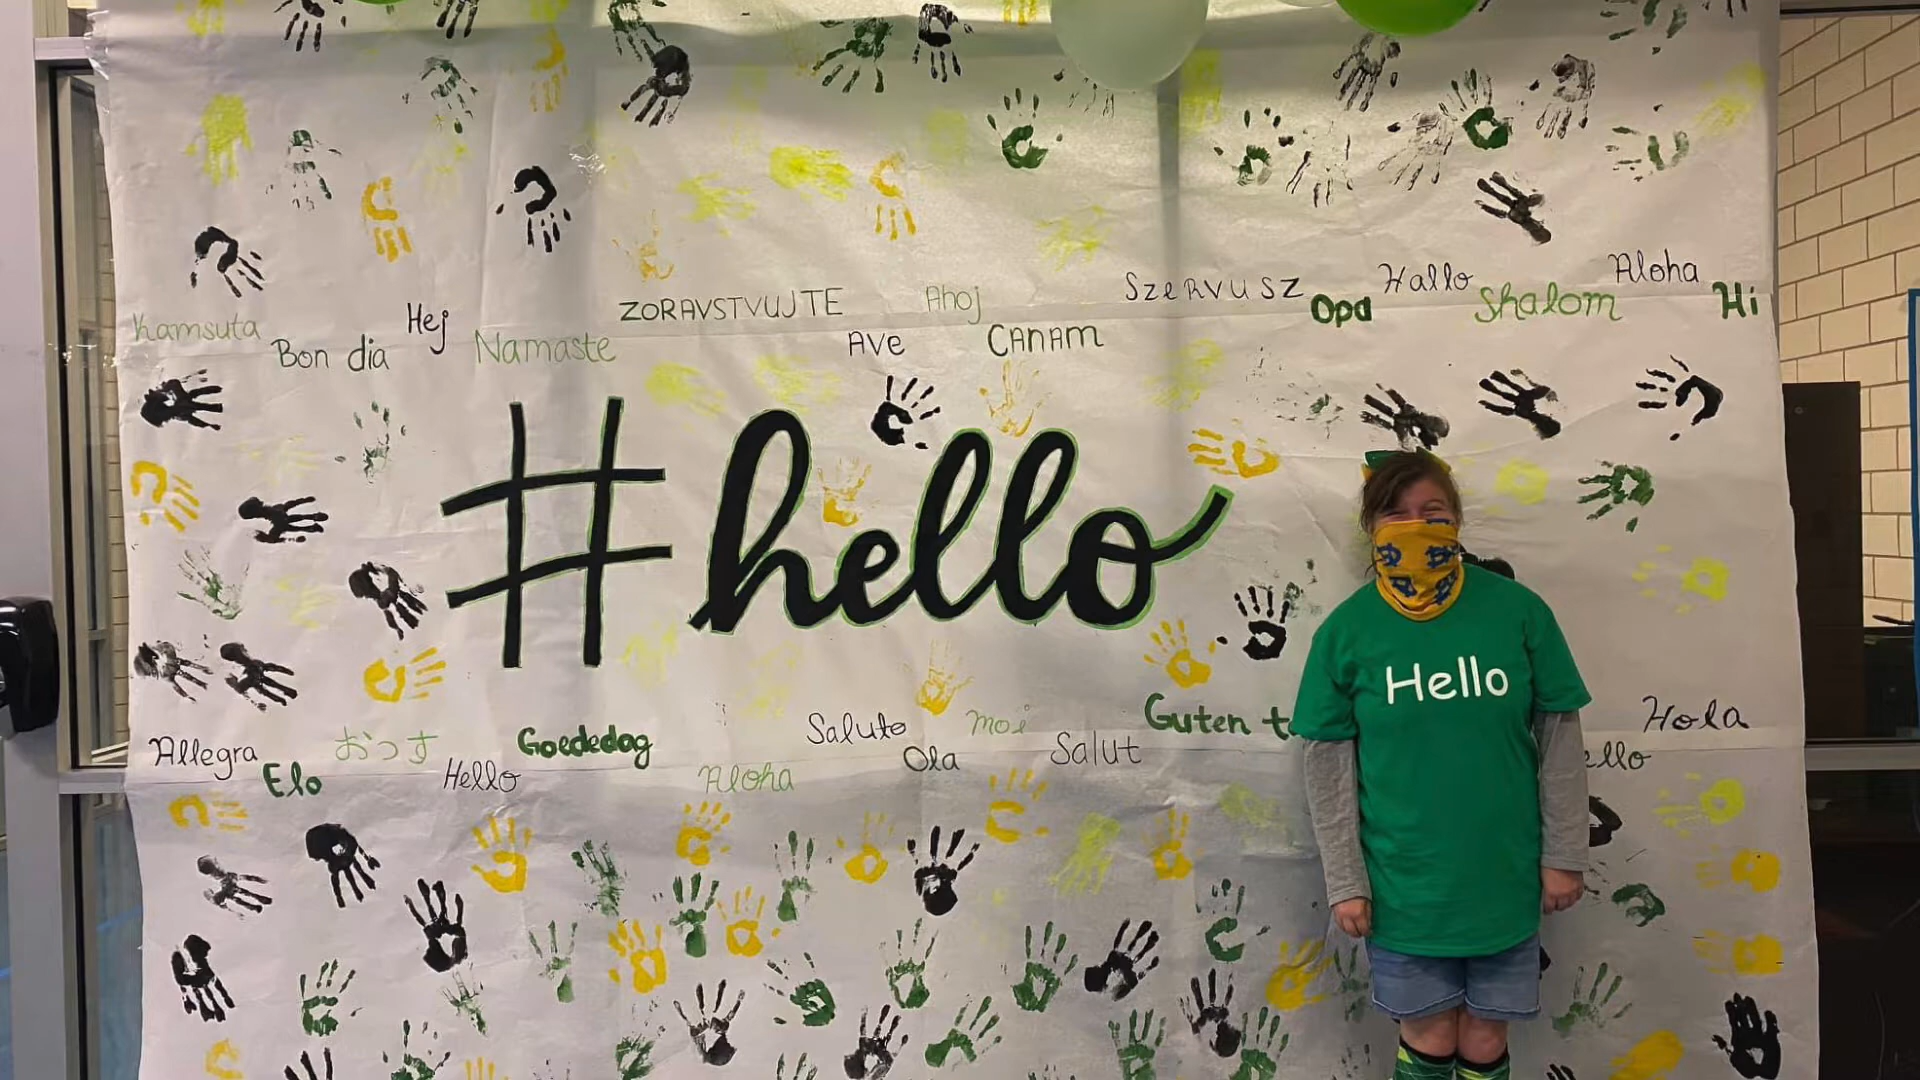 Kamsuta
Bon dia
Hej
Namaste
ZORAVSTVUJTE
AVE
Ahoj
CANAM
SzeRvusz
Opa
Hallo
Shalom
Aloha
Hi
#hello
Hello
Allegra
Elo
おっす
Hello
Goededag
Aloha
Saluto
Ola
moi
Salut
Guten t
ello
Hola